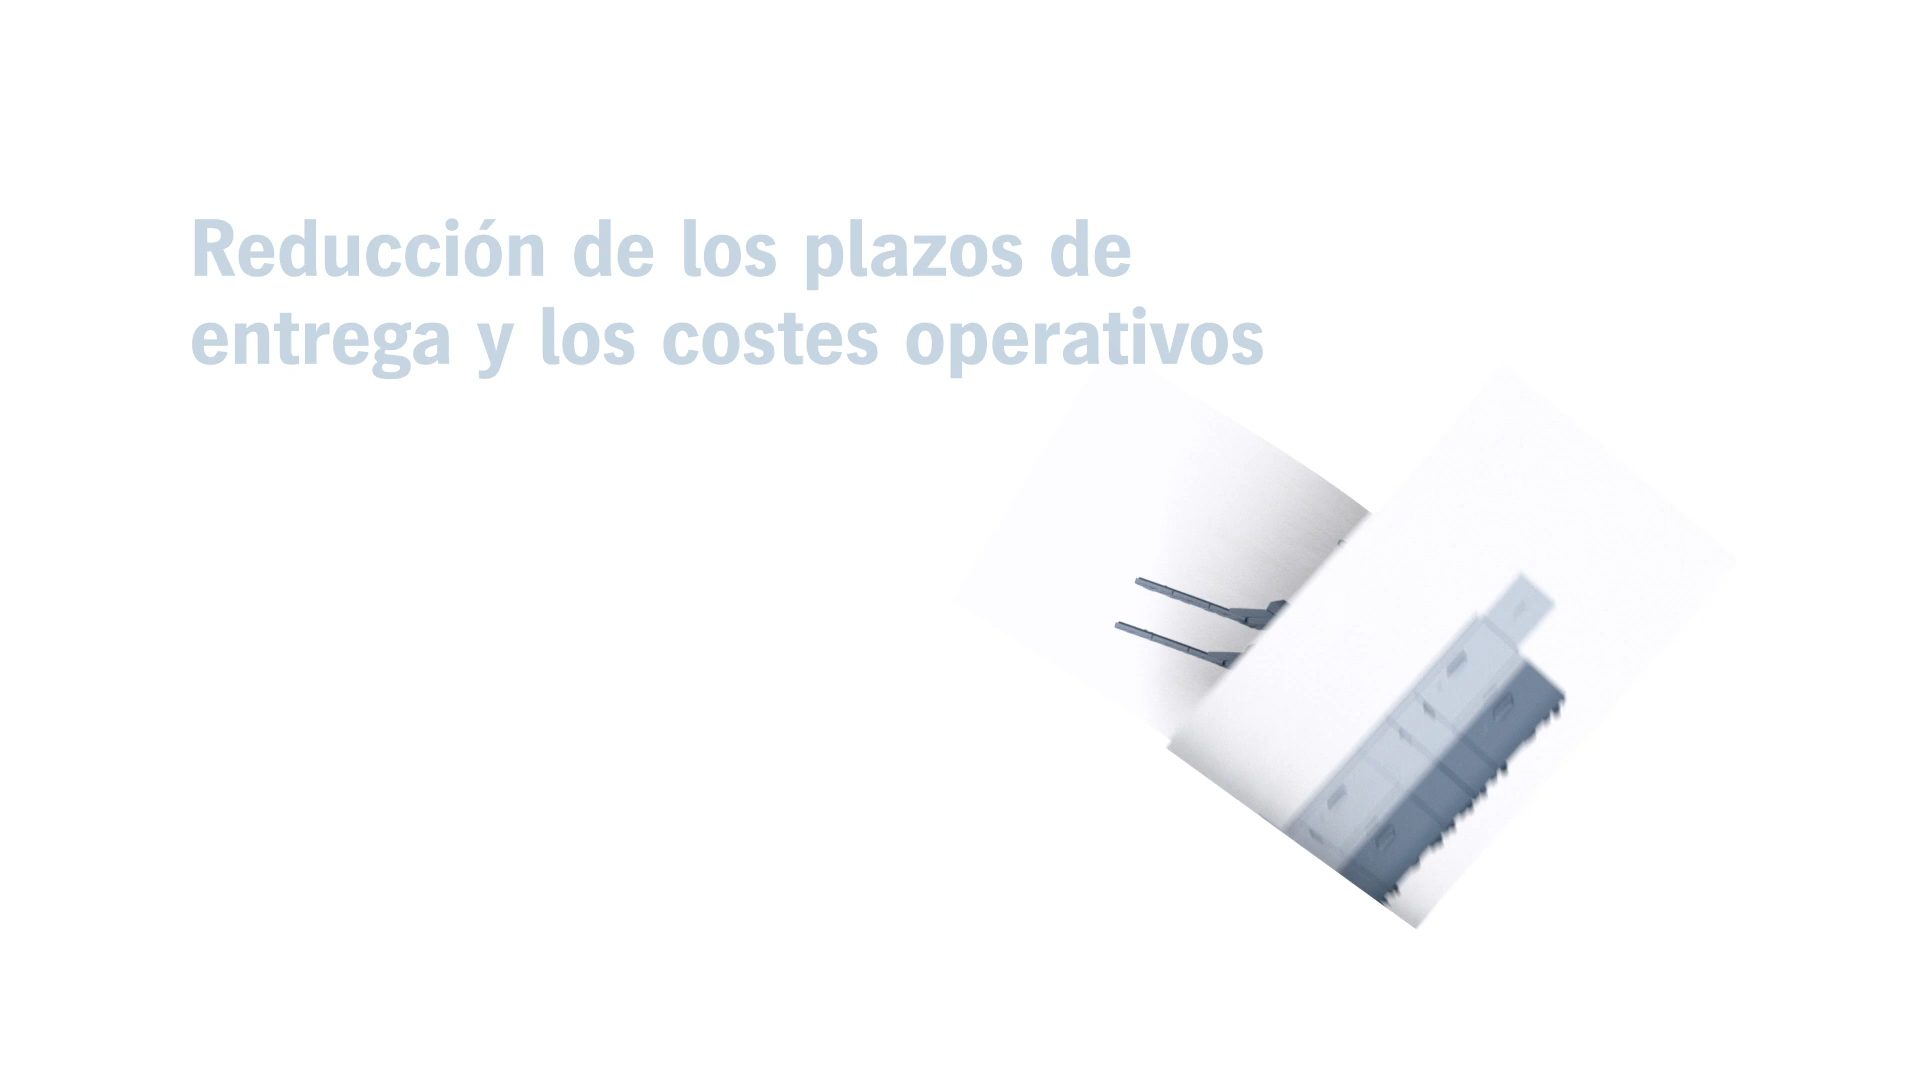 Reducción de los plazos de
entrega y los costes operativos